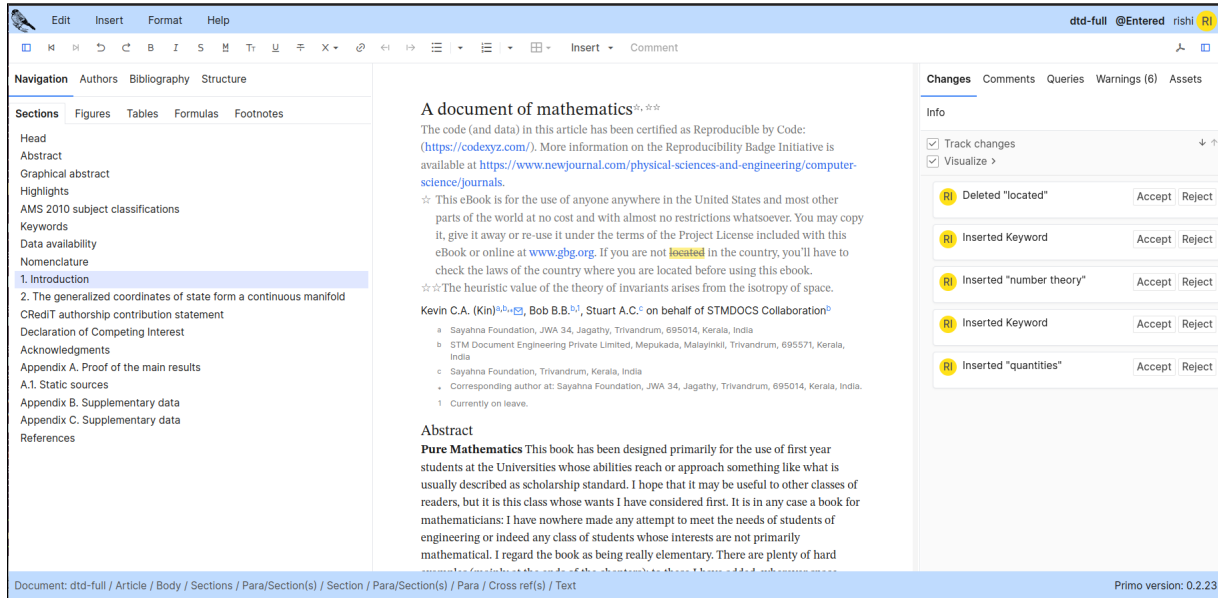 Edit Insert Format Help dtd-full @Entered rishi RI
B I S M Tт U T X Insert Comment
Navigation Authors Bibliography Structure
Sections Figures Tables Formulas Footnotes
Head
Abstract
Graphical abstract
Highlights
AMS 2010 subject classifications
Keywords
Data availability
Nomenclature
1. Introduction
2. The generalized coordinates of state form a continuous manifold
CRediT authorship contribution statement
Declaration of Competing Interest
Acknowledgments
Appendix A. Proof of the main results
A.1. Static sources
Appendix B. Supplementary data
Appendix C. Supplementary data
References
A document of mathematics☆, ☆☆
The code (and data) in this article has been certified as Reproducible by Code:
(https://codexyz.com/). More information on the Reproducibility Badge Initiative is
available at https://www.newjournal.com/physical-sciences-and-engineering/computer-
science/journals.
☆ This eBook is for the use of anyone anywhere in the United States and most other
parts of the world at no cost and with almost no restrictions whatsoever. You may copy
it, give it away or re-use it under the terms of the Project License included with this
eBook or online at www.gbg.org. If you are not located in the country, you'll have to
check the laws of the country where you are located before using this ebook.
☆☆The heuristic value of the theory of invariants arises from the isotropy of space.
Kevin C.A. (Kin)a,b,⁎✉, Bob B.B.b,1, Stuart A.C.c on behalf of STMDOCS Collaborationb
a Sayahna Foundation, JWA 34, Jagathy, Trivandrum, 695014, Kerala, India
b STM Document Engineering Private Limited, Mepukada, Malayinkil, Trivandrum, 695571, Kerala,
India
c Sayahna Foundation, Trivandrum, Kerala, India
⁎ Corresponding author at: Sayahna Foundation, JWA 34, Jagathy, Trivandrum, 695014, Kerala, India.
1 Currently on leave.
Abstract
Pure Mathematics This book has been designed primarily for the use of first year
students at the Universities whose abilities reach or approach something like what is
usually described as scholarship standard. I hope that it may be useful to other classes of
readers, but it is this class whose wants I have considered first. It is in any case a book for
mathematicians: I have nowhere made any attempt to meet the needs of students of
engineering or indeed any class of students whose interests are not primarily
mathematical. I regard the book as being really elementary. There are plenty of hard
Changes Comments Queries Warnings (6) Assets
Info
Track changes
Visualize >
RI Deleted "located" Accept Reject
RI Inserted Keyword Accept Reject
RI Inserted "number theory" Accept Reject
RI Inserted Keyword Accept Reject
RI Inserted "quantities" Accept Reject
Document: dtd-full / Article / Body / Sections / Para/Section(s) / Section / Para/Section(s) / Para / Cross ref(s) / Text
Primo version: 0.2.23